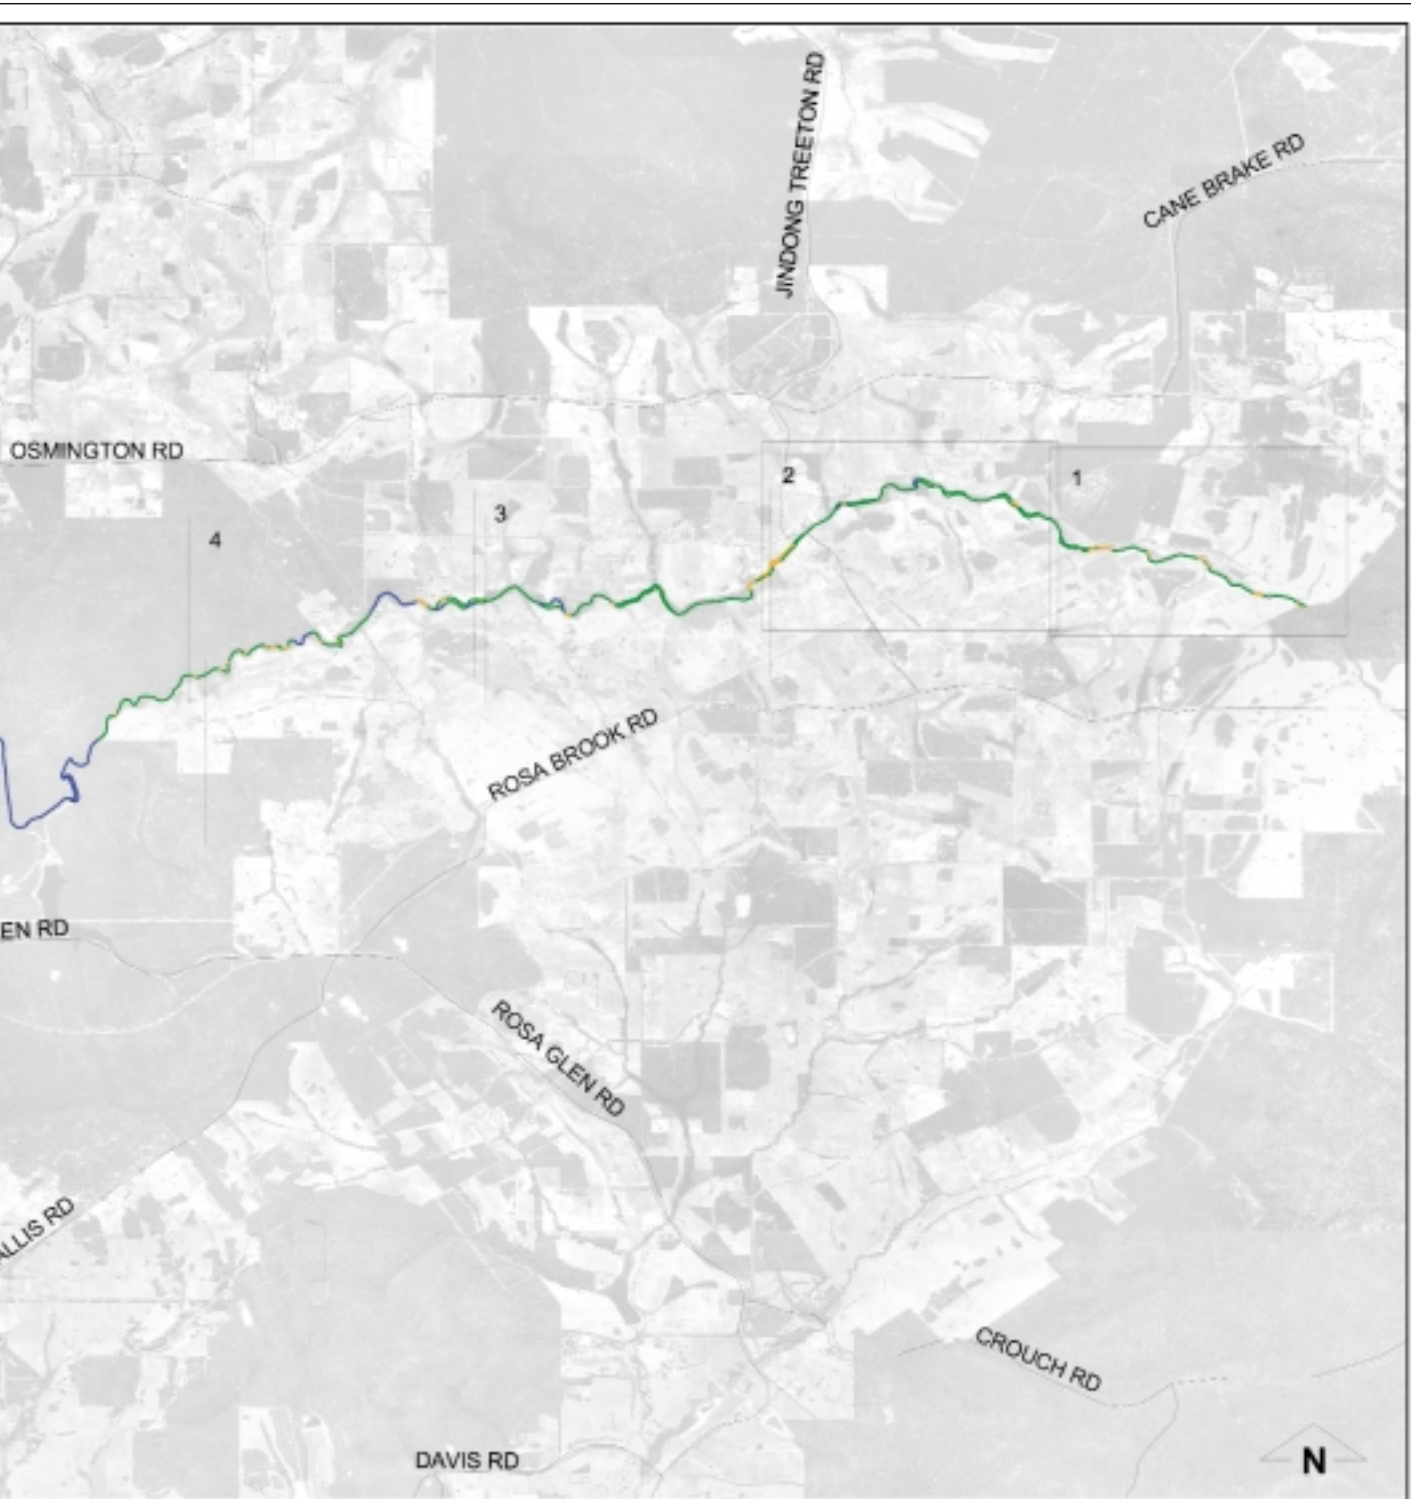 JINDONG TREETON RD
CANE BRAKE RD
OSMINGTON RD
2
1
3
4
ROSA BROOK RD
EN RD
ROSA GLEN RD
ALLIS RD
CROUCH RD
DAVIS RD
N